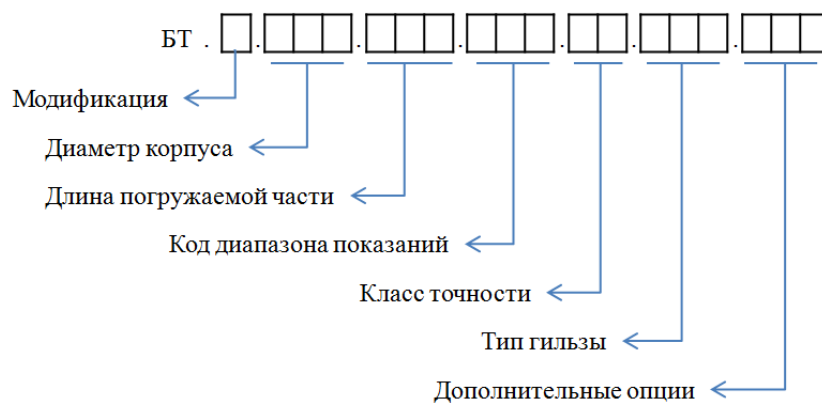 БТ . . . . . . .
Модификация
Диаметр корпуса
Длина погружаемой части
Код диапазона показаний
Класс точности
Тип гильзы
Дополнительные опции